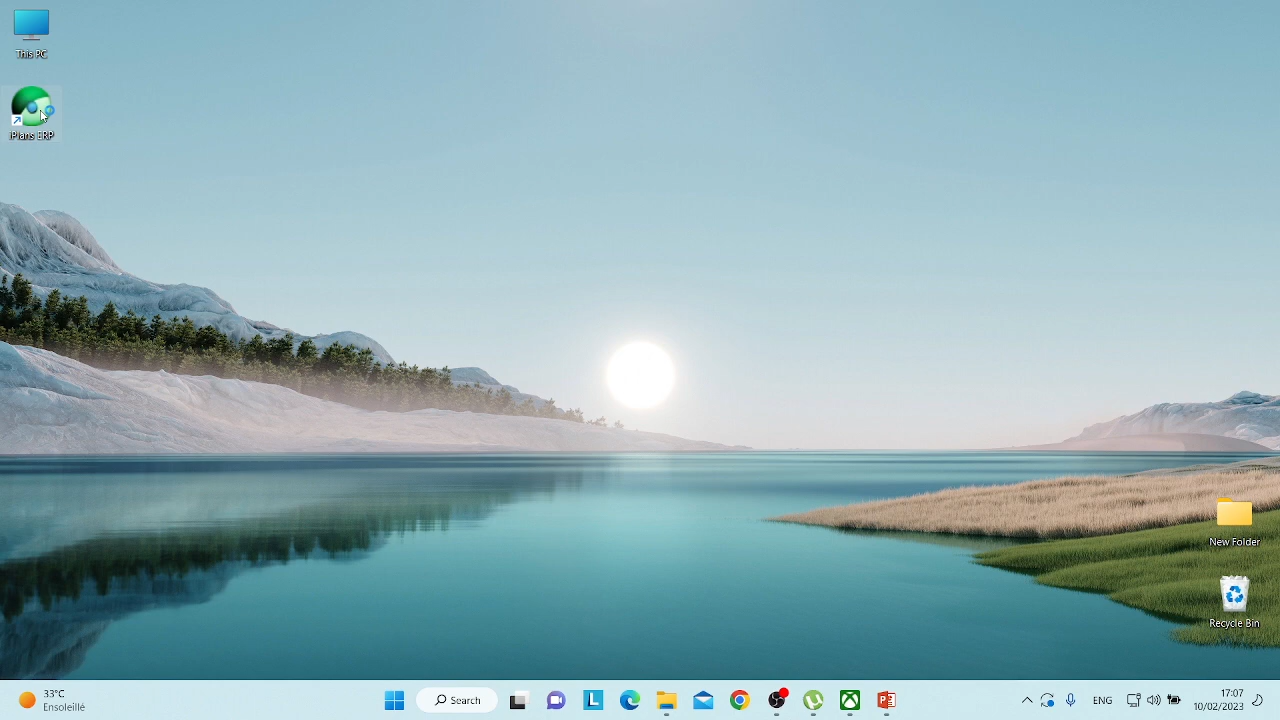 This PC
iPlans ERP
New Folder
Recycle Bin
33°C
Ensoleillé
Search
ENG
17:07
10/02/2023